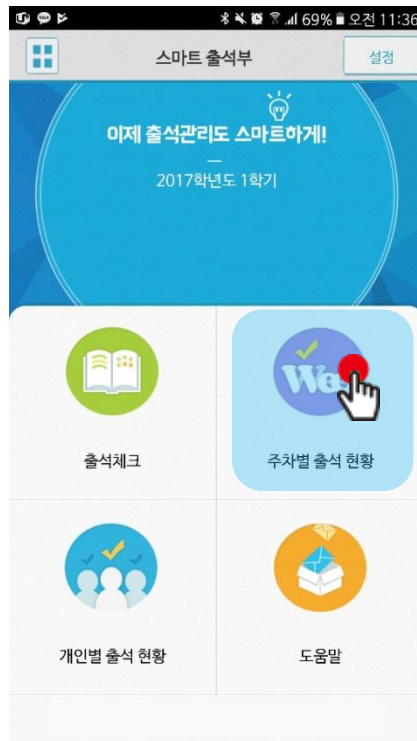 69% 오전 11:36
스마트 출석부
설정
이제 출석관리도 스마트하게!
2017학년도 1학기
출석체크
주차별 출석 현황
개인별 출석 현황
도움말